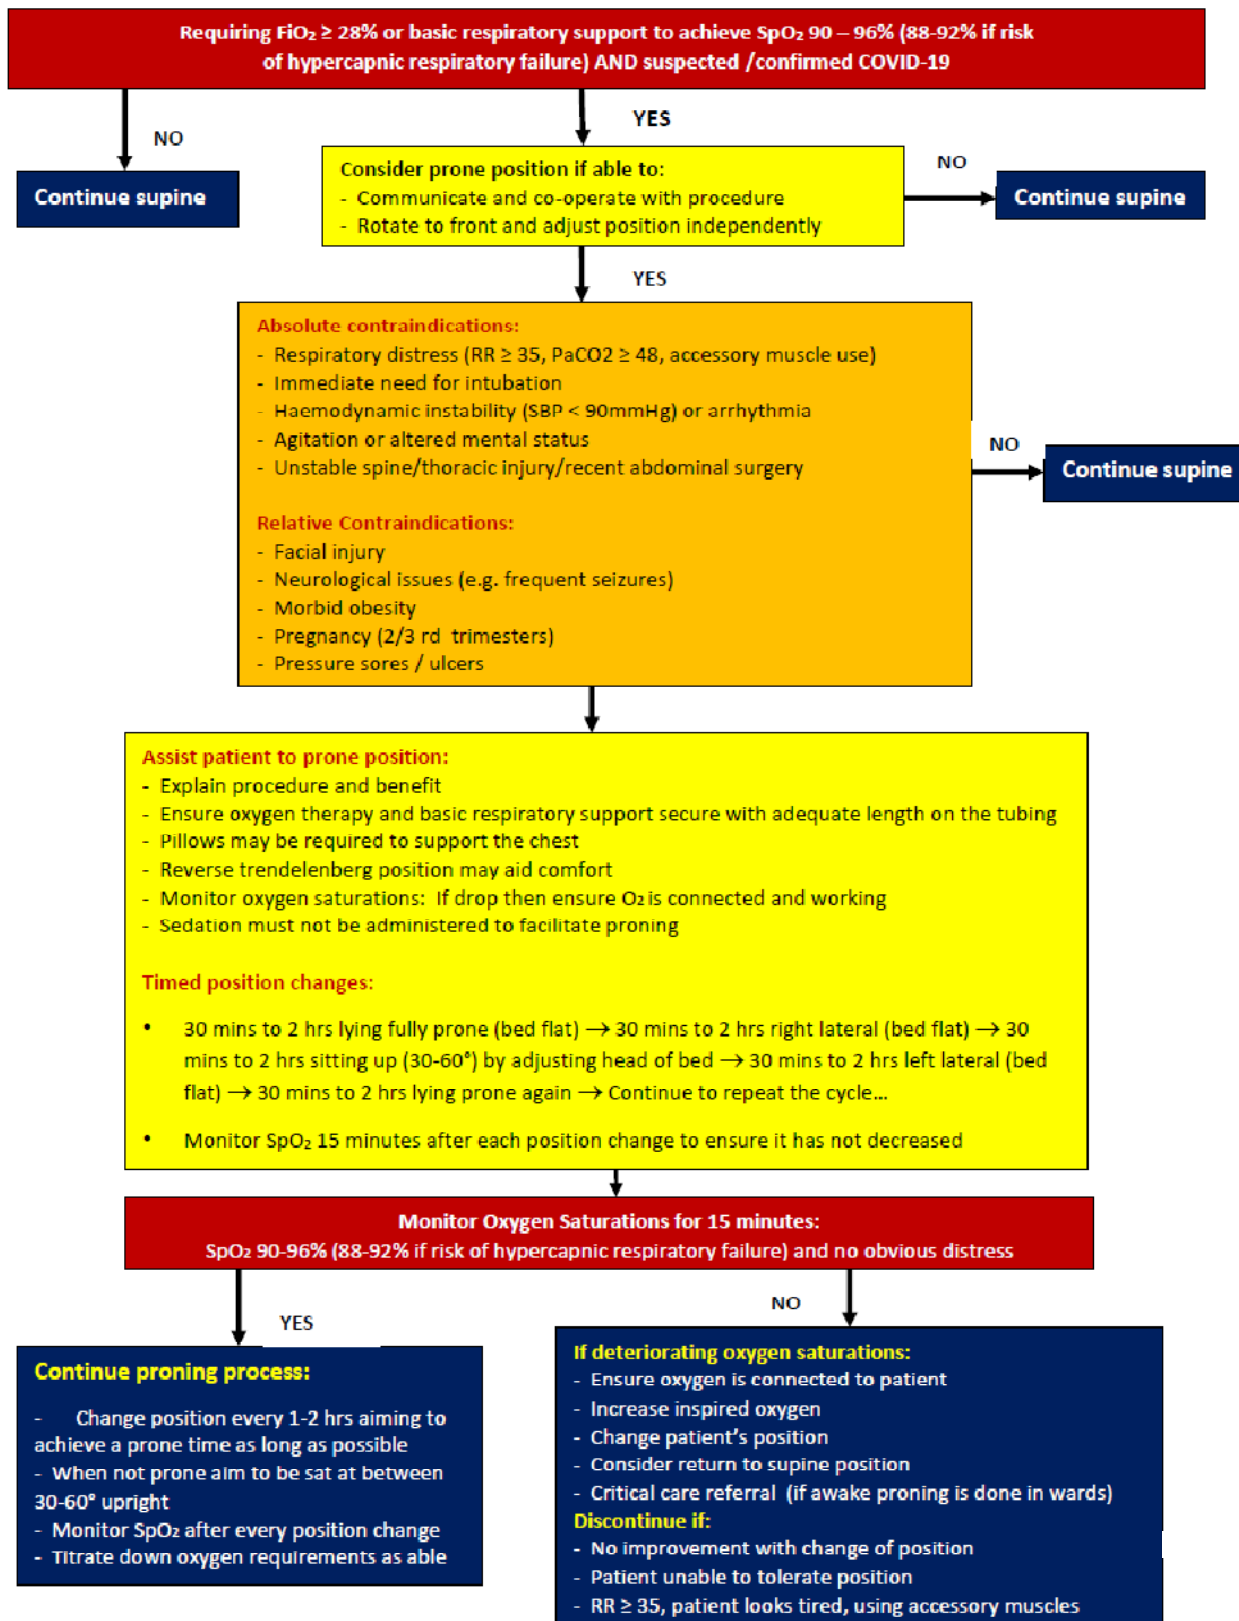 Requiring FiO₂ ≥ 28% or basic respiratory support to achieve SpO₂ 90 – 96% (88-92% if risk
of hypercapnic respiratory failure) AND suspected /confirmed COVID-19
NO
YES
Continue supine
Consider prone position if able to:
- Communicate and co-operate with procedure
- Rotate to front and adjust position independently
NO
Continue supine
YES
Absolute contraindications:
- Respiratory distress (RR ≥ 35, PaCO2 ≥ 48, accessory muscle use)
- Immediate need for intubation
- Haemodynamic instability (SBP < 90mmHg) or arrhythmia
- Agitation or altered mental status
- Unstable spine/thoracic injury/recent abdominal surgery
NO
Continue supine
Relative Contraindications:
- Facial injury
- Neurological issues (e.g. frequent seizures)
- Morbid obesity
- Pregnancy (2/3 rd trimesters)
- Pressure sores / ulcers
Assist patient to prone position:
- Explain procedure and benefit
- Ensure oxygen therapy and basic respiratory support secure with adequate length on the tubing
- Pillows may be required to support the chest
- Reverse trendelenberg position may aid comfort
- Monitor oxygen saturations: If drop then ensure O₂ is connected and working
- Sedation must not be administered to facilitate proning
Timed position changes:
• 30 mins to 2 hrs lying fully prone (bed flat) → 30 mins to 2 hrs right lateral (bed flat) → 30
mins to 2 hrs sitting up (30-60°) by adjusting head of bed → 30 mins to 2 hrs left lateral (bed
flat) → 30 mins to 2 hrs lying prone again → Continue to repeat the cycle...
• Monitor SpO₂ 15 minutes after each position change to ensure it has not decreased
Monitor Oxygen Saturations for 15 minutes:
SpO₂ 90-96% (88-92% if risk of hypercapnic respiratory failure) and no obvious distress
YES
NO
Continue proning process:
- Change position every 1-2 hrs aiming to
achieve a prone time as long as possible
- When not prone aim to be sat at between
30-60° upright
- Monitor SpO₂ after every position change
- Titrate down oxygen requirements as able
If deteriorating oxygen saturations:
- Ensure oxygen is connected to patient
- Increase inspired oxygen
- Change patient's position
- Consider return to supine position
- Critical care referral (if awake proning is done in wards)
Discontinue if:
- No improvement with change of position
- Patient unable to tolerate position
- RR ≥ 35, patient looks tired, using accessory muscles